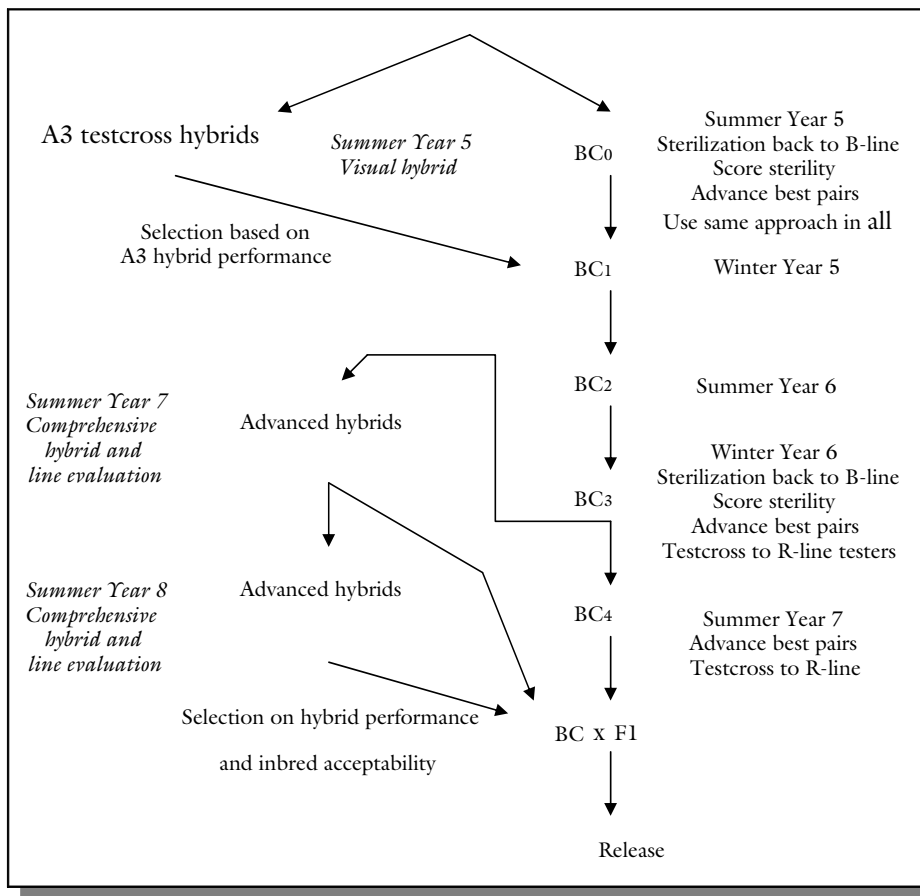 A3 testcross hybrids
Summer Year 5
Visual hybrid
BC0
Summer Year 5
Sterilization back to B-line
Score sterility
Advance best pairs
Use same approach in all
Selection based on
A3 hybrid performance
BC1
Winter Year 5
BC2
Summer Year 6
Summer Year 7
Comprehensive
hybrid and
line evaluation
Advanced hybrids
BC3
Winter Year 6
Sterilization back to B-line
Score sterility
Advance best pairs
Testcross to R-line testers
Summer Year 8
Comprehensive
hybrid and
line evaluation
Advanced hybrids
BC4
Summer Year 7
Advance best pairs
Testcross to R-line
Selection on hybrid performance
and inbred acceptability
BC x F1
Release